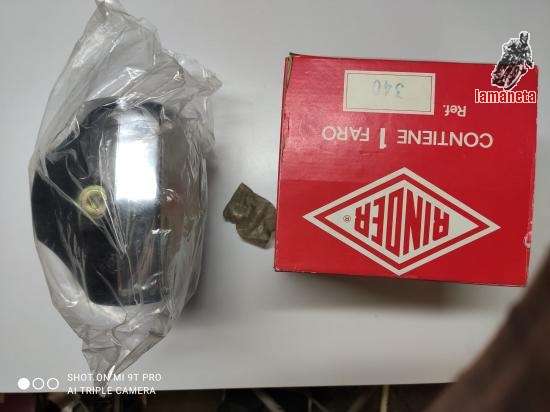 lamaneta
340
Ref.
CONTIENE 1 FARO
RINDER
®
SHOT ON MI 9T PRO
AI TRIPLE CAMERA